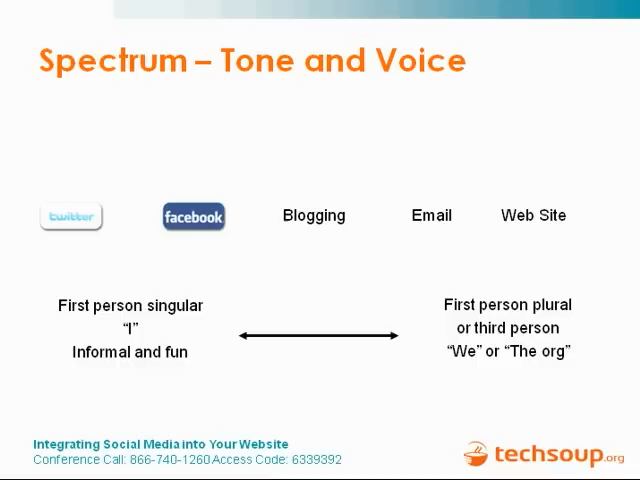 Spectrum – Tone and Voice
twitter facebook Blogging Email Web Site
First person singular
“I”
Informal and fun
First person plural
or third person
“We” or “The org”
Integrating Social Media into Your Website
Conference Call: 866-740-1260 Access Code: 6339392
techsoup.org